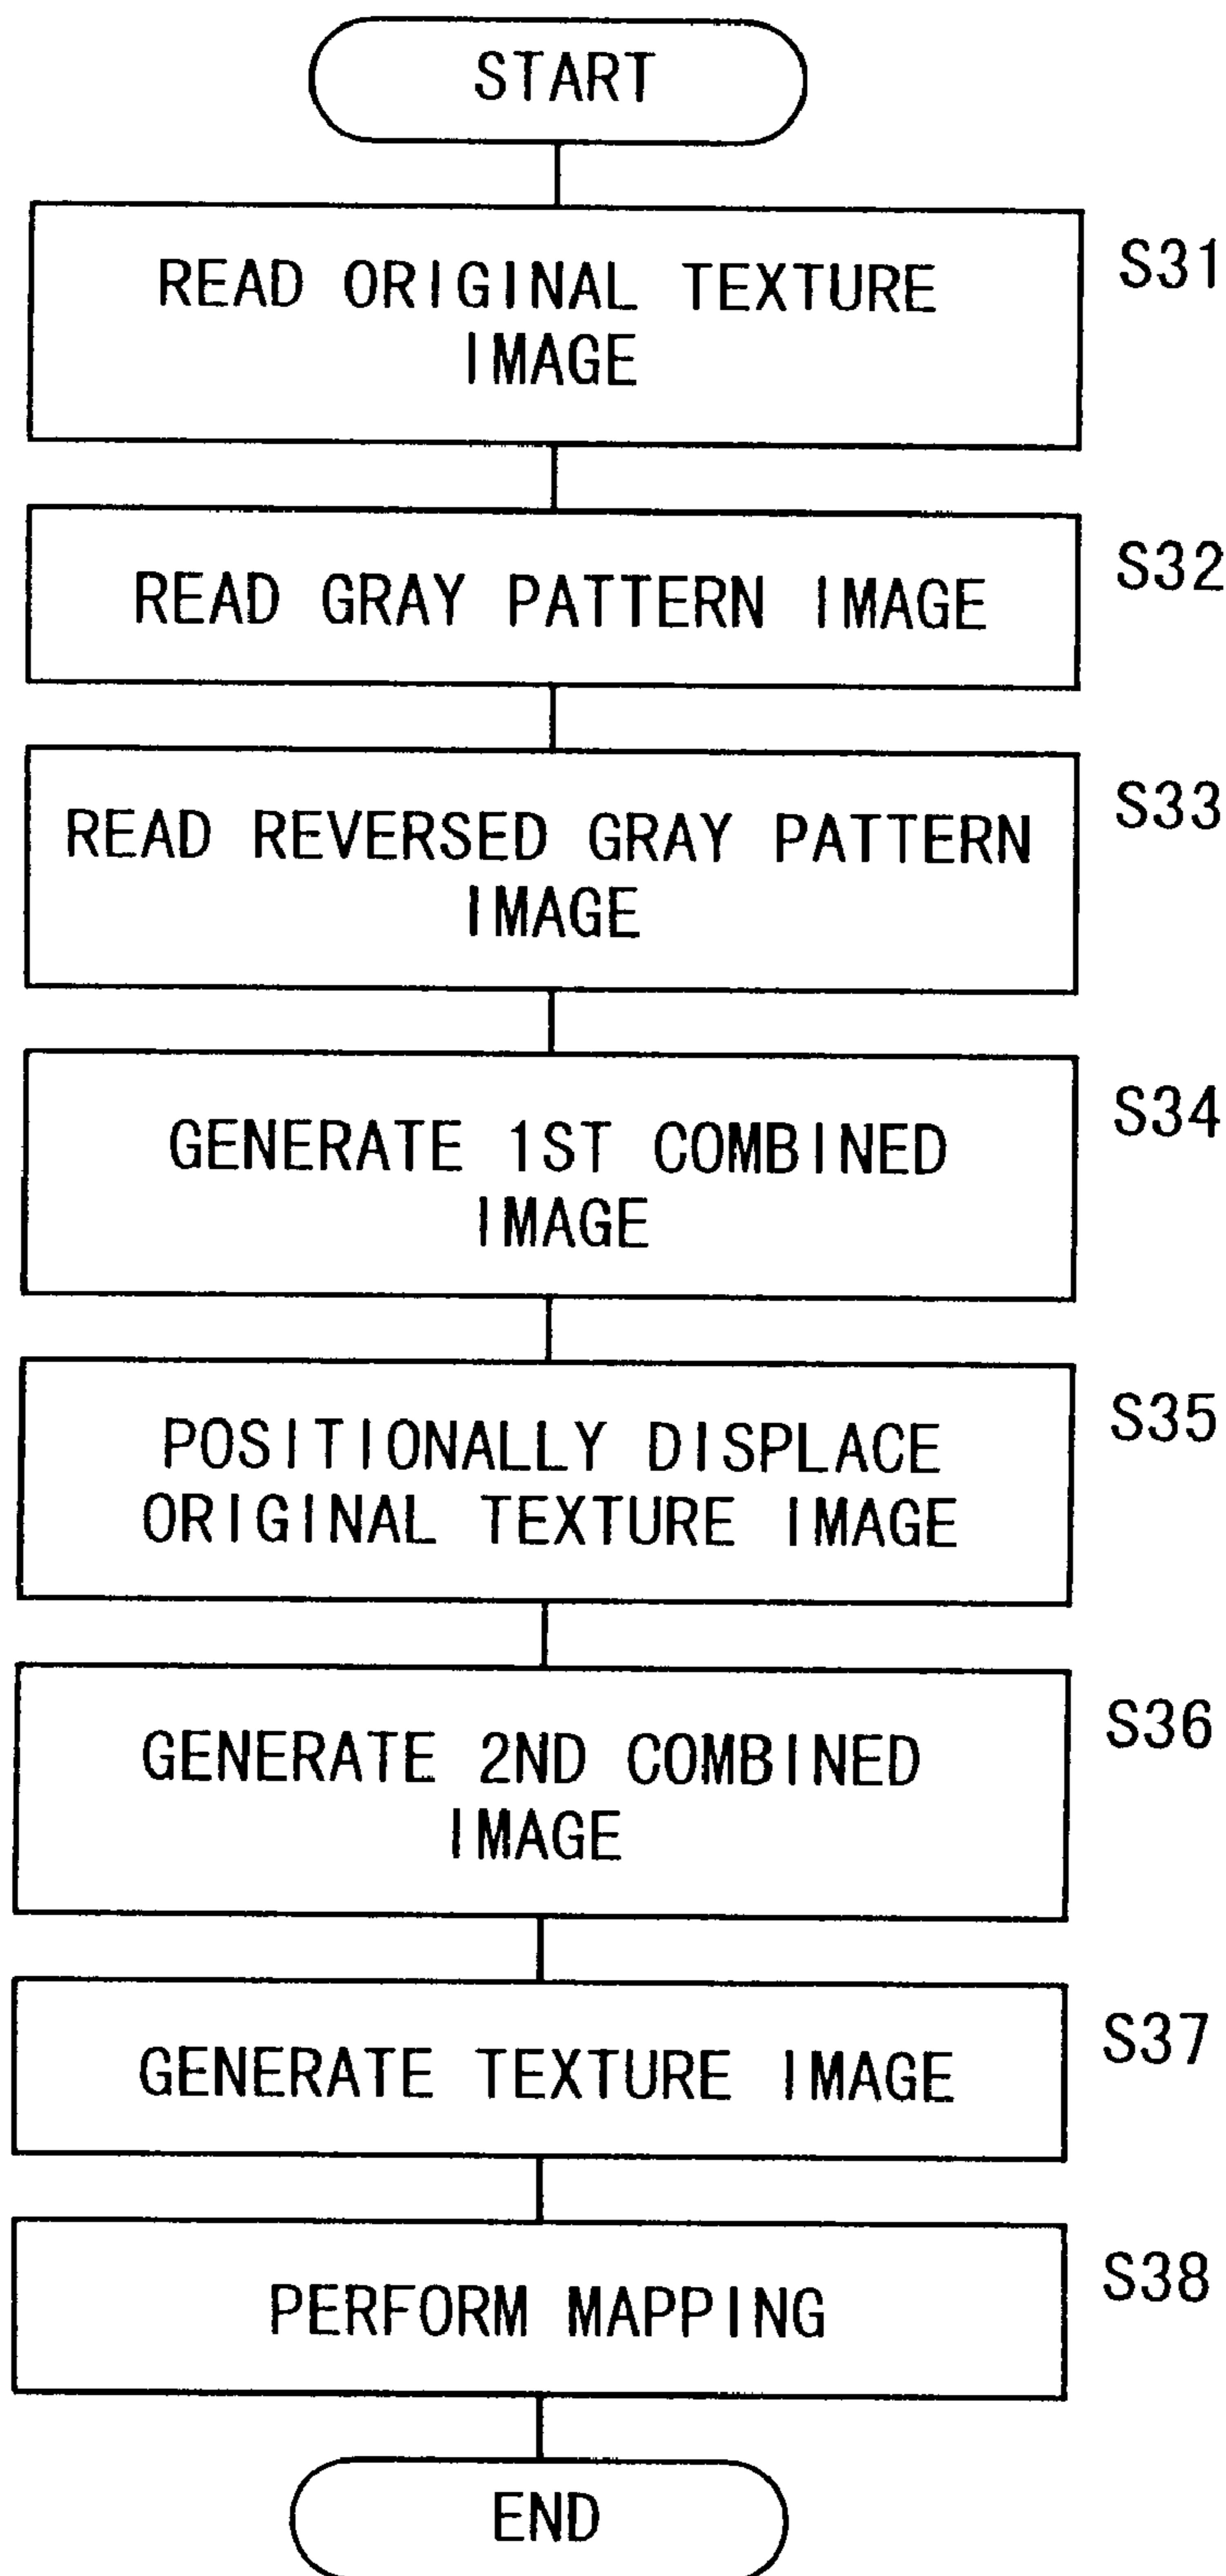 START
READ ORIGINAL TEXTURE
IMAGE
S31
READ GRAY PATTERN IMAGE
S32
READ REVERSED GRAY PATTERN
IMAGE
S33
GENERATE 1ST COMBINED
IMAGE
S34
POSITIONALLY DISPLACE
ORIGINAL TEXTURE IMAGE
S35
GENERATE 2ND COMBINED
IMAGE
S36
GENERATE TEXTURE IMAGE
S37
PERFORM MAPPING
S38
END